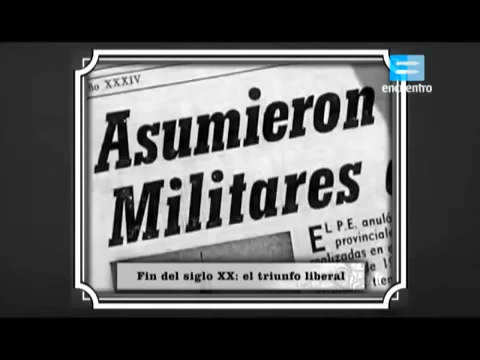 encuentro
ño XXXIV
Asumieron
Militares
EL P.E. anuló
provinciale
Fin del siglo XX: el triunfo liberal